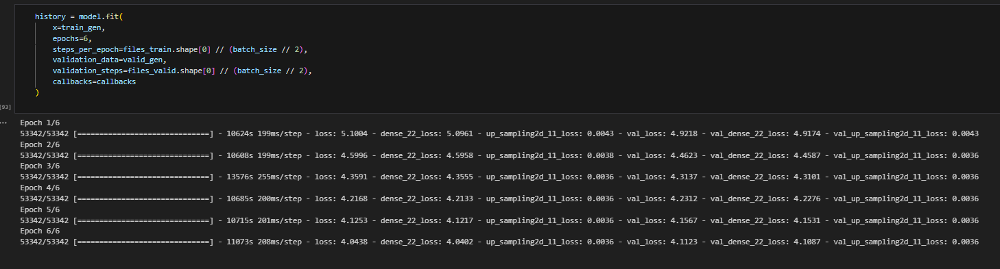 history = model.fit(
x=train_gen,
epochs=6,
steps_per_epoch=files_train.shape[0] // (batch_size // 2),
validation_data=valid_gen,
validation_steps=files_valid.shape[0] // (batch_size // 2),
callbacks=callbacks
)
[93]
...
Epoch 1/6
53342/53342 [==============================] - 10624s 199ms/step - loss: 5.1004 - dense_22_loss: 5.0961 - up_sampling2d_11_loss: 0.0043 - val_loss: 4.9218 - val_dense_22_loss: 4.9174 - val_up_sampling2d_11_loss: 0.0043
Epoch 2/6
53342/53342 [==============================] - 10608s 199ms/step - loss: 4.5996 - dense_22_loss: 4.5958 - up_sampling2d_11_loss: 0.0038 - val_loss: 4.4623 - val_dense_22_loss: 4.4587 - val_up_sampling2d_11_loss: 0.0036
Epoch 3/6
53342/53342 [==============================] - 13576s 255ms/step - loss: 4.3591 - dense_22_loss: 4.3555 - up_sampling2d_11_loss: 0.0036 - val_loss: 4.3137 - val_dense_22_loss: 4.3101 - val_up_sampling2d_11_loss: 0.0036
Epoch 4/6
53342/53342 [==============================] - 10685s 200ms/step - loss: 4.2168 - dense_22_loss: 4.2133 - up_sampling2d_11_loss: 0.0036 - val_loss: 4.2312 - val_dense_22_loss: 4.2276 - val_up_sampling2d_11_loss: 0.0036
Epoch 5/6
53342/53342 [==============================] - 10715s 201ms/step - loss: 4.1253 - dense_22_loss: 4.1217 - up_sampling2d_11_loss: 0.0036 - val_loss: 4.1567 - val_dense_22_loss: 4.1531 - val_up_sampling2d_11_loss: 0.0036
Epoch 6/6
53342/53342 [==============================] - 11073s 208ms/step - loss: 4.0438 - dense_22_loss: 4.0402 - up_sampling2d_11_loss: 0.0036 - val_loss: 4.1123 - val_dense_22_loss: 4.1087 - val_up_sampling2d_11_loss: 0.0036